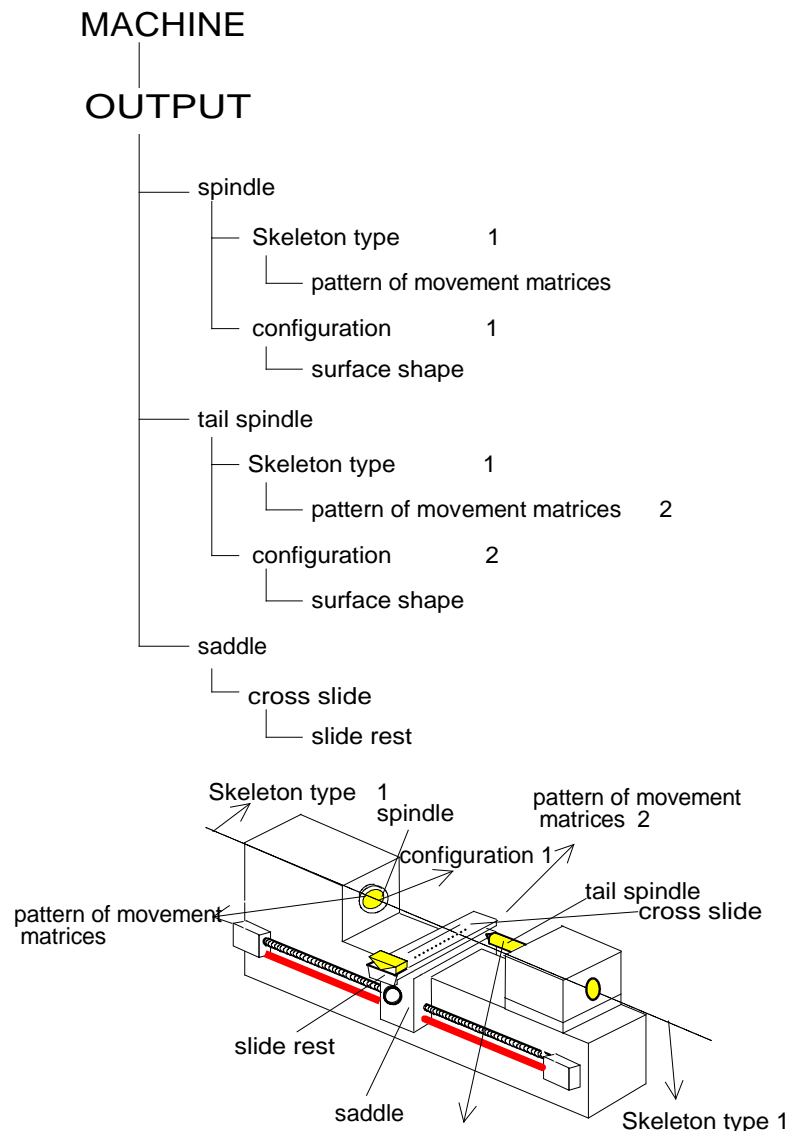 MACHINE
OUTPUT
spindle
Skeleton type 1
pattern of movement matrices
configuration 1
surface shape
tail spindle
Skeleton type 1
pattern of movement matrices 2
configuration 2
surface shape
saddle
cross slide
slide rest
Skeleton type 1
spindle
pattern of movement
matrices 2
configuration 1
tail spindle
cross slide
pattern of movement
matrices
slide rest
saddle
Skeleton type 1